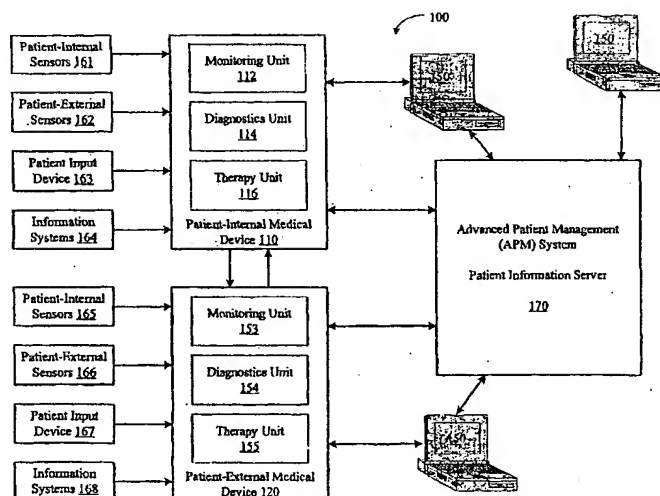 100
Patient-Internal
Sensors 161
Patient-External
Sensors 162
Patient Input
Device 163
Information
Systems 164
Monitoring Unit
112
Diagnostics Unit
114
Therapy Unit
116
Patient-Internal Medical
Device 110
150
150
Advanced Patient Management
(APM) System
Patient Information Server
170
Patient-Internal
Sensors 165
Patient-External
Sensors 166
Patient Input
Device 167
Information
Systems 168
Monitoring Unit
153
Diagnostics Unit
154
Therapy Unit
155
Patient-External Medical
Device 120
150